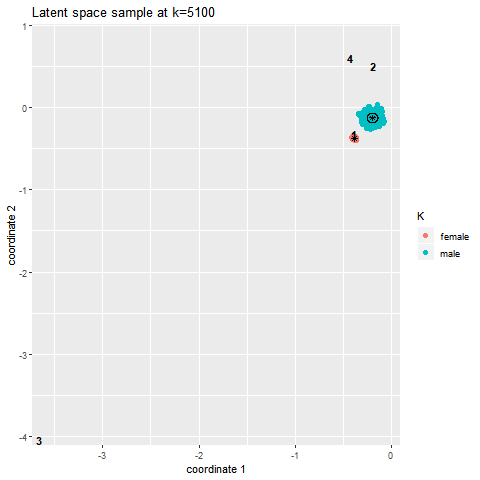 Latent space sample at k=5100
1
4
2
0
1
-1
-2
-3
-4
3
coordinate 2
-3
-2
-1
0
coordinate 1
K
female
male